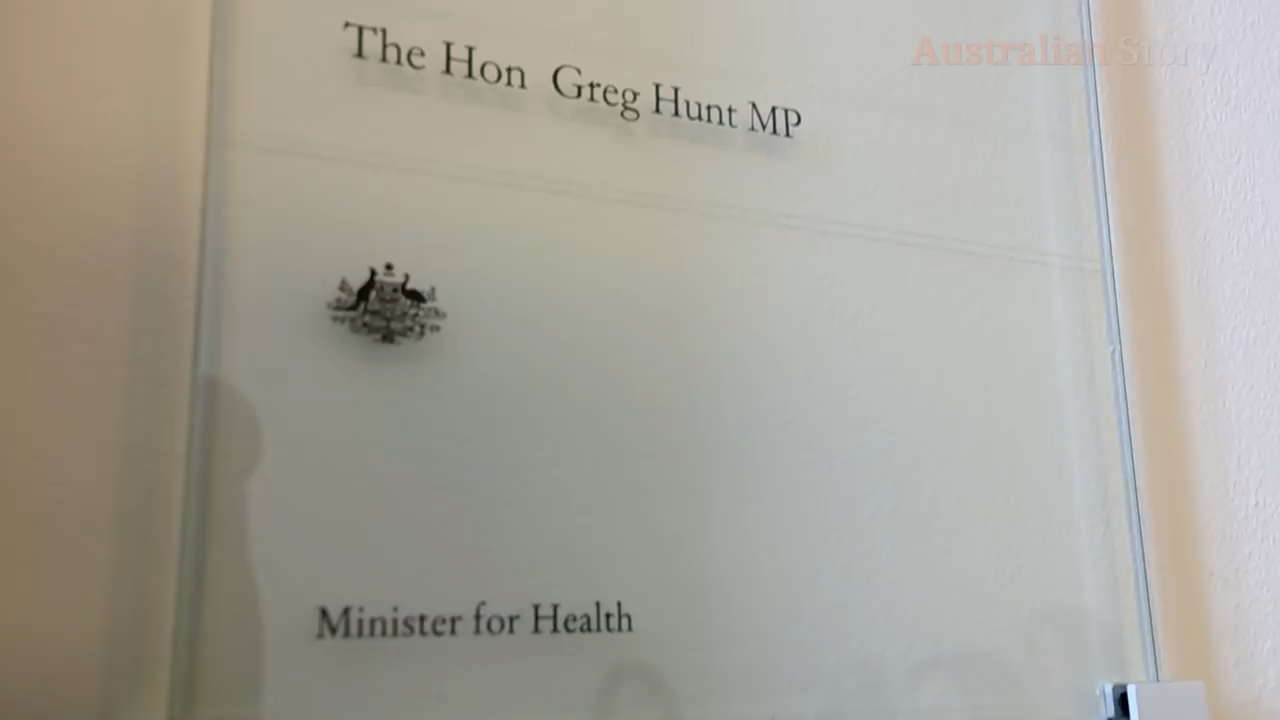 Australian Story
The Hon Greg Hunt MP
Minister for Health